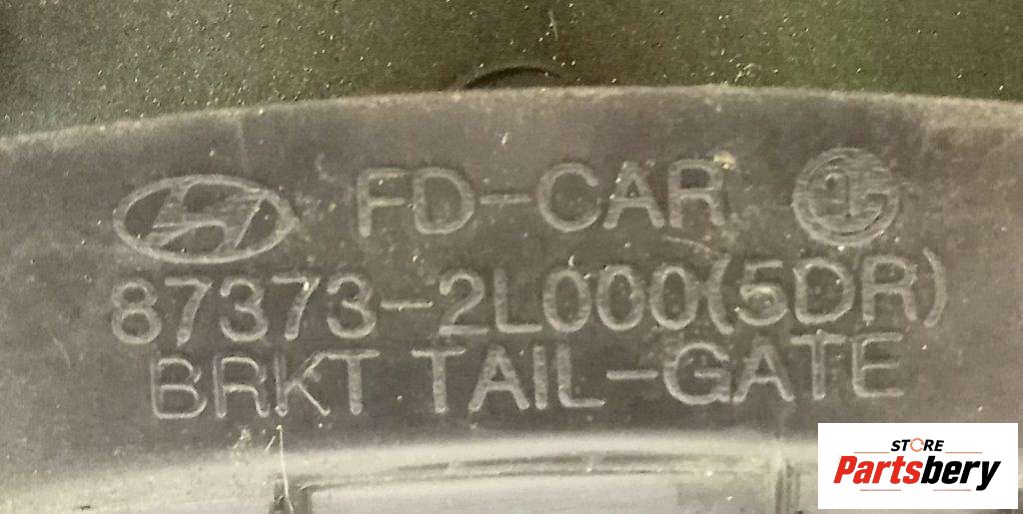 FD-CAR
87373-2L000(5DR)
BRKT TAIL-GATE
STORE
Partsbery